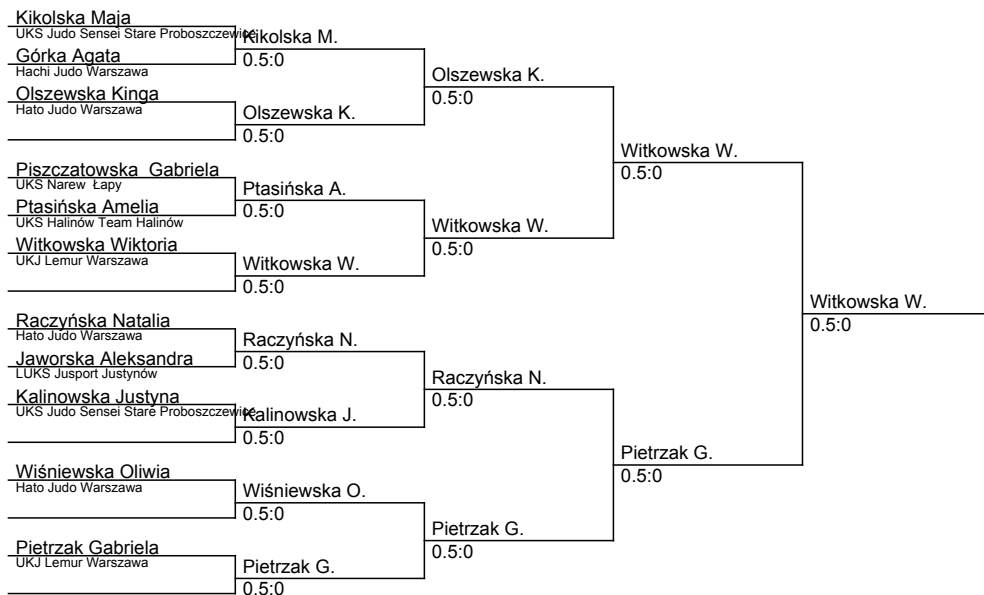 Kikolska Maja
UKS Judo Sensei Stare Proboszczewice
Kikolska M.
0.5:0
Górka Agata
Hachi Judo Warszawa
Olszewska K.
0.5:0
Olszewska Kinga
Hato Judo Warszawa
Olszewska K.
0.5:0
Witkowska W.
0.5:0
Piszczatowska  Gabriela
UKS Narew  Łapy
Ptasińska A.
0.5:0
Ptasińska Amelia
UKS Halinów Team Halinów
Witkowska W.
0.5:0
Witkowska Wiktoria
UKJ Lemur Warszawa
Witkowska W.
0.5:0
Witkowska W.
0.5:0
Raczyńska Natalia
Hato Judo Warszawa
Raczyńska N.
0.5:0
Jaworska Aleksandra
LUKS Jusport Justynów
Raczyńska N.
0.5:0
Kalinowska Justyna
UKS Judo Sensei Stare Proboszczewice
Kalinowska J.
0.5:0
Pietrzak G.
0.5:0
Wiśniewska Oliwia
Hato Judo Warszawa
Wiśniewska O.
0.5:0
Pietrzak G.
0.5:0
Pietrzak Gabriela
UKJ Lemur Warszawa
Pietrzak G.
0.5:0